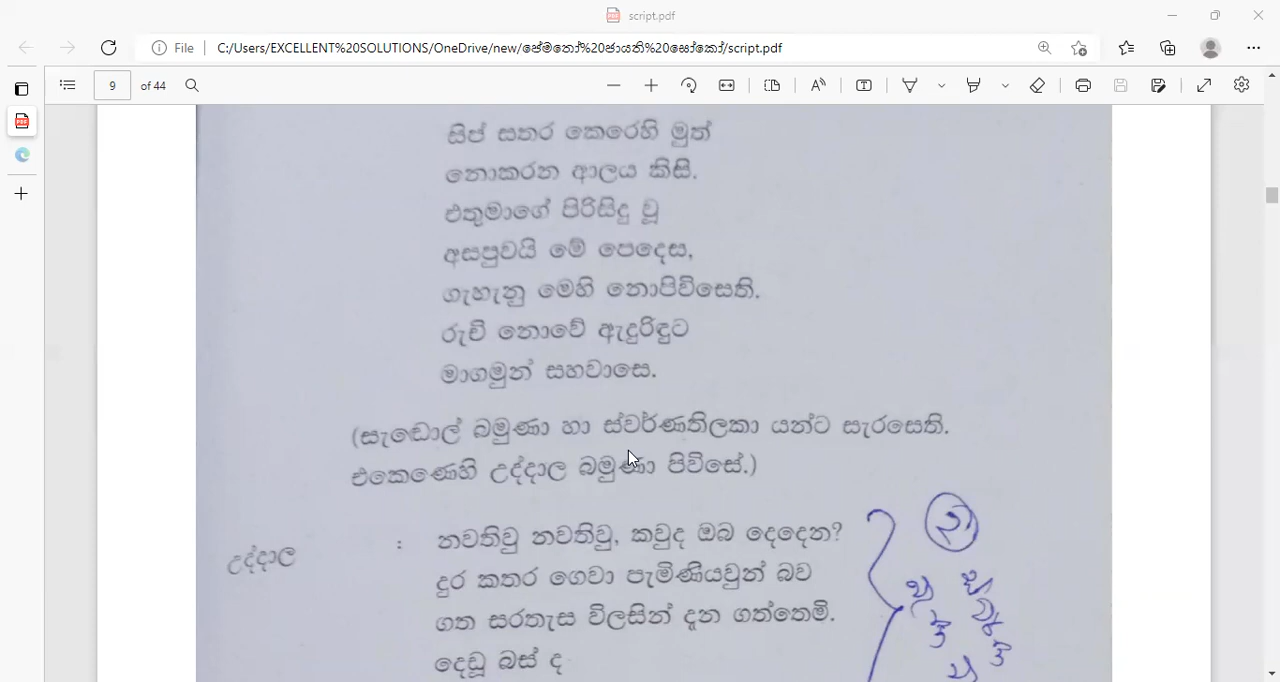 script.pdf
File C:/Users/EXCELLENT%20SOLUTIONS/OneDrive/new/පේමතෝ%20ජායති%20සෝකෝ/script.pdf
9 of 44
සිප් සතර කෙරෙහි මුත්
නොකරන ආලය කිසි.
එතුමාගේ පිරිසිදු වූ
අසපුවයි මේ පෙදෙස,
ගැහැනු මෙහි නොපිවිසෙති.
රුචි නොවේ ඇදුරිඳුට
මාගමුන් සහවාසෙ.
(සැඬොල් බමුණා හා ස්වර්ණතිලකා යන්ට සැරසෙති.
එකෙණෙහි උද්දාල බමුණා පිවිසේ.)
උද්දාල : නවතිවු නවතිවු, කවුද ඔබ දෙදෙන?
දුර කතර ගෙවා පැමිණියවුන් බව
ගත සරතැස විලසින් දැන ගත්තෙමි.
දෙඩූ බස් ද